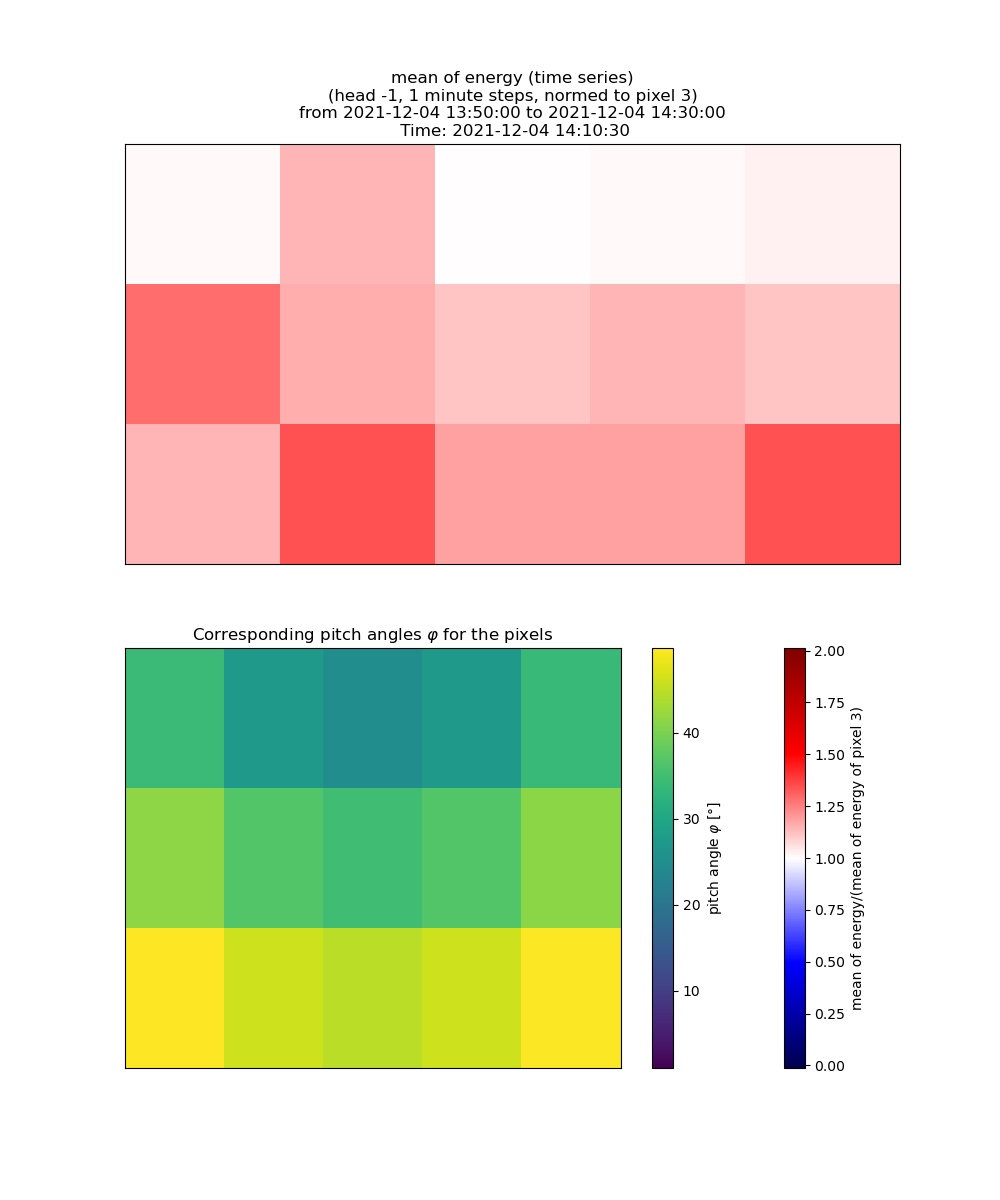 mean of energy (time series)
(head -1, 1 minute steps, normed to pixel 3)
from 2021-12-04 13:50:00 to 2021-12-04 14:30:00
Time: 2021-12-04 14:10:30
Corresponding pitch angles φ for the pixels
40
30
20
10
pitch angle φ [°]
2.00
1.75
1.50
1.25
1.00
0.75
0.50
0.25
0.00
mean of energy/(mean of energy of pixel 3)